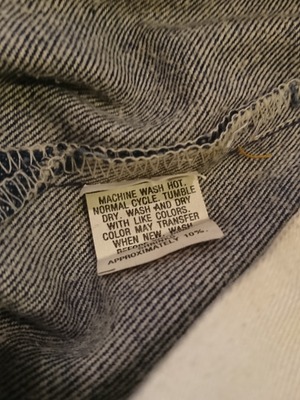 MACHINE WASH HOT,
NORMAL CYCLE. TUMBLE
DRY. WASH AND DRY
WITH LIKE COLORS.
COLOR MAY TRANSFER
WHEN NEW. WASH
APPROXIMATELY 10%.